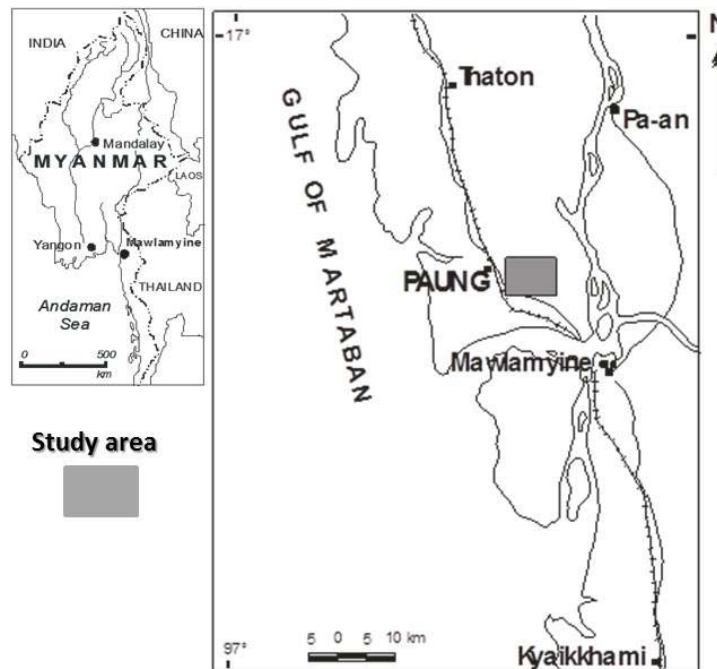 INDIA
CHINA
Mandalay
MYANMAR
LAOS
Yangon
Mawlamyine
THAILAND
Andaman
Sea
0 500
km
Study area
17°
N
Thaton
Pa-an
GULF OF MARTABAN
PAUNG
Mawlamyine
5 0 5 10 km
97°
Kyaikkhami